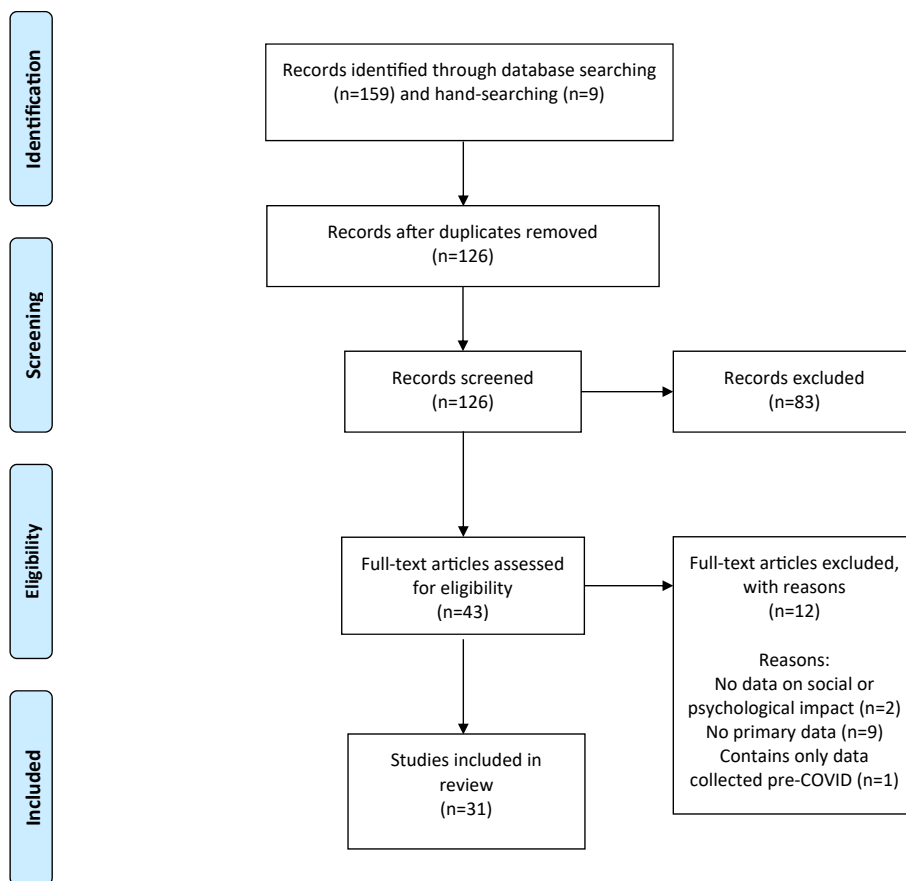 Identification
Records identified through database searching
(n=159) and hand-searching (n=9)
Records after duplicates removed
(n=126)
Screening
Records screened
(n=126)
Records excluded
(n=83)
Eligibility
Full-text articles assessed
for eligibility
(n=43)
Full-text articles excluded,
with reasons
(n=12)
Reasons:
No data on social or
psychological impact (n=2)
No primary data (n=9)
Contains only data
collected pre-COVID (n=1)
Included
Studies included in
review
(n=31)